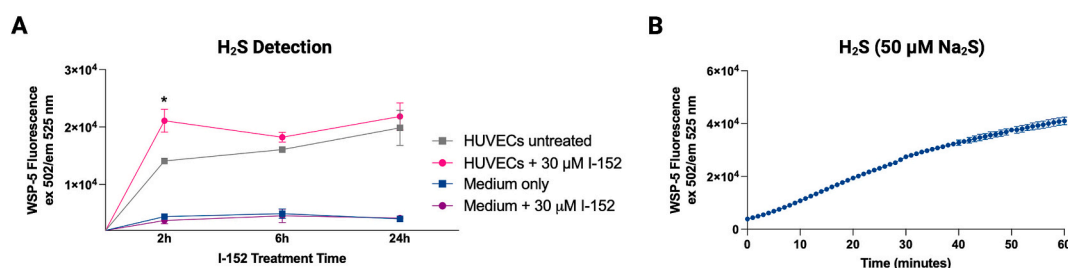 A
H₂S Detection
3×10⁴
2×10⁴
1×10⁴
WSP-5 Fluorescence
ex 502/em 525 nm
*
2h
6h
24h
I-152 Treatment Time
HUVECs untreated
HUVECs + 30 µM I-152
Medium only
Medium + 30 µM I-152
B
H₂S (50 µM Na₂S)
6×10⁴
4×10⁴
2×10⁴
0
WSP-5 Fluorescence
ex 502/em 525 nm
0 10 20 30 40 50 60
Time (minutes)